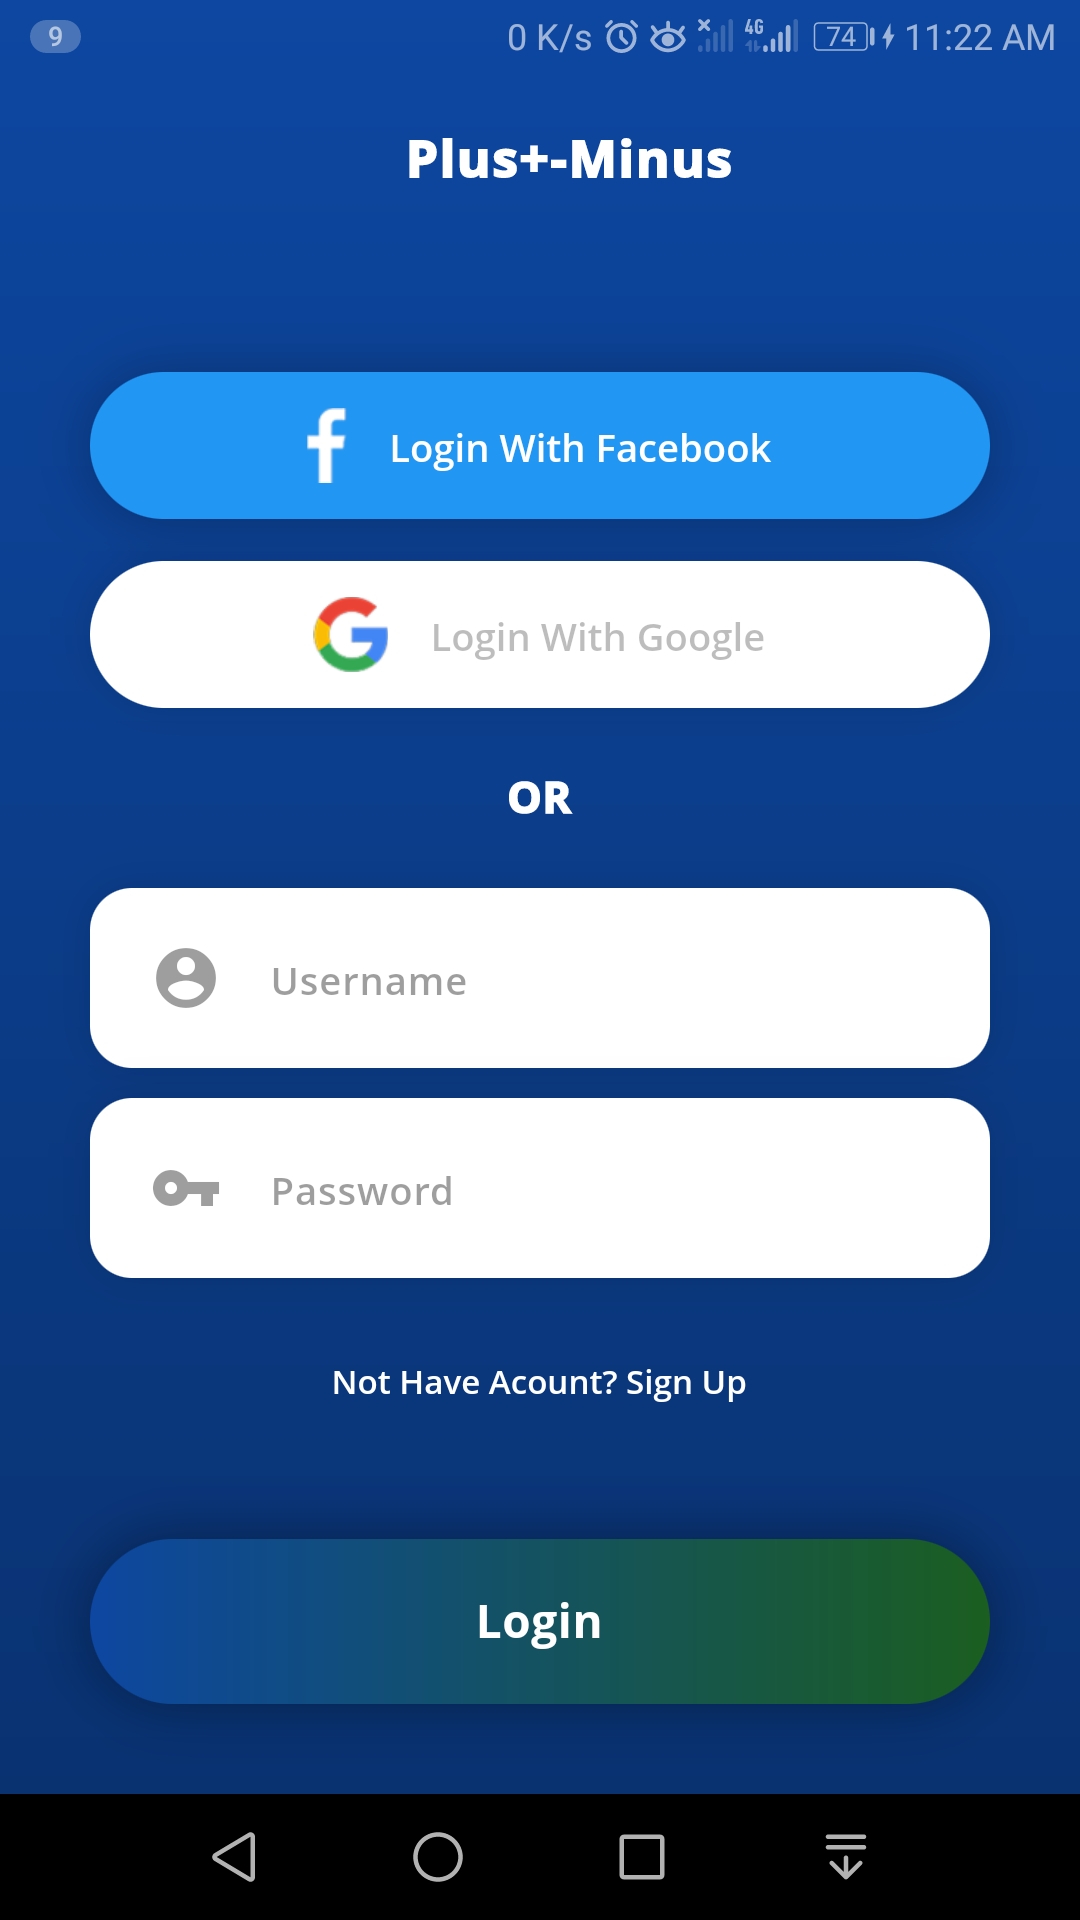 9 0 K/s 4G 74 11:22 AM
Plus+-Minus
Login With Facebook
Login With Google
OR
Username
Password
Not Have Acount? Sign Up
Login